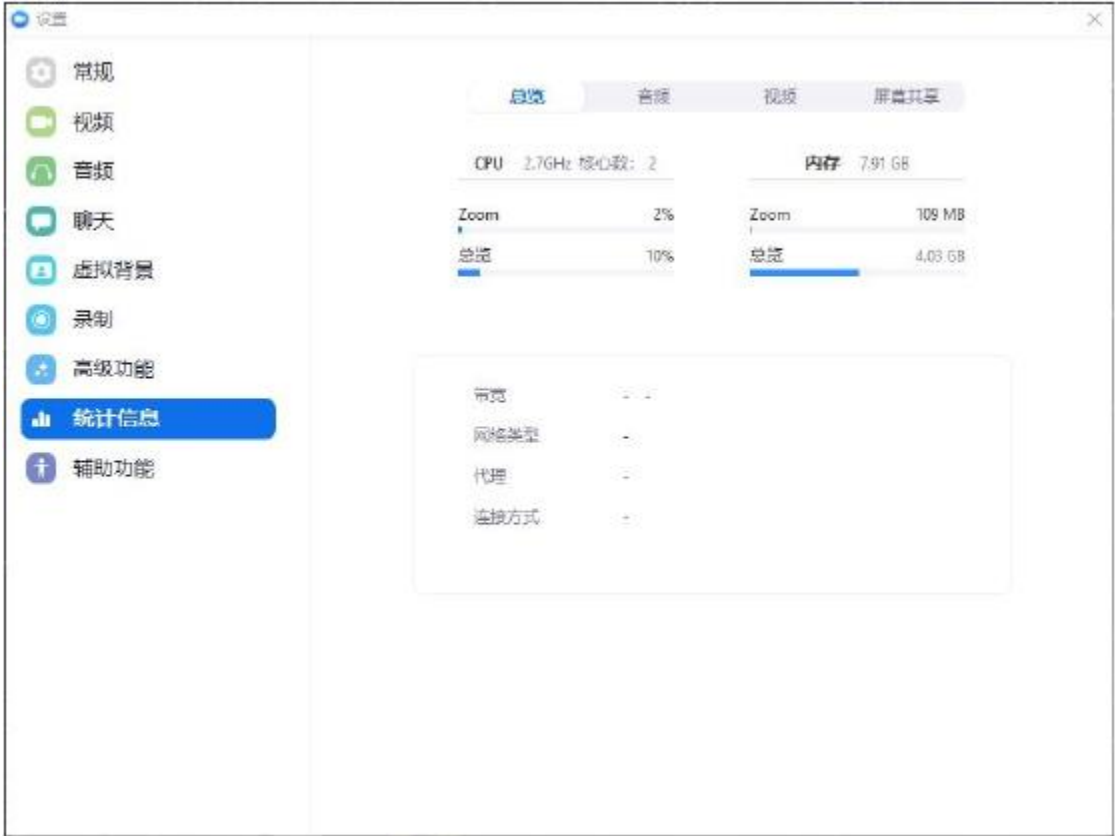 设置
常规
视频
音频
聊天
虚拟背景
录制
高级功能
统计信息
辅助功能
总览 音频 视频 屏幕共享
CPU 2.7GHz 核心数： 2
Zoom 2%
总览 10%
内存 7.91 GB
Zoom 109 MB
总览 4.03 GB
带宽 - -
网络类型 -
代理 -
连接方式 -